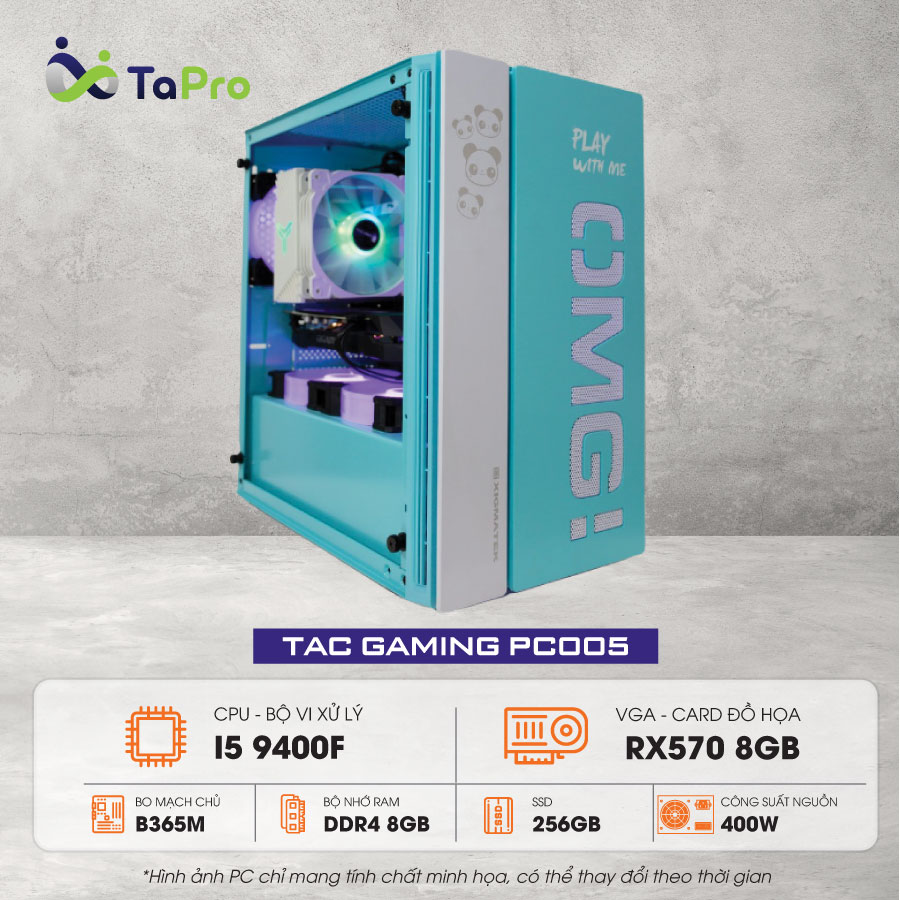 TaPro
PLAY
WITH ME
OMG!
XIGMATEK
TAC GAMING PC005
CPU - BỘ VI XỬ LÝ
I5 9400F
VGA - CARD ĐỒ HỌA
RX570 8GB
BO MẠCH CHỦ
B365M
BỘ NHỚ RAM
DDR4 8GB
SSD
SSD
256GB
CÔNG SUẤT NGUỒN
400W
*Hình ảnh PC chỉ mang tính chất minh họa, có thể thay đổi theo thời gian